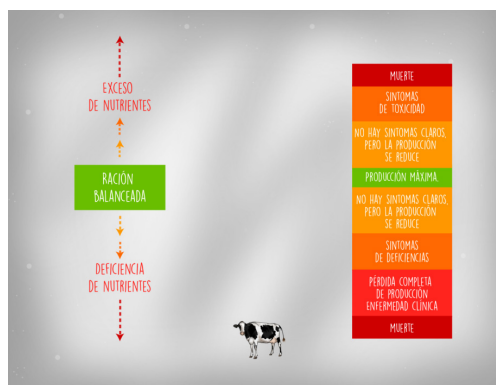 EXCESO
DE NUTRIENTES
RACIÓN
BALANCEADA
DEFICIENCIA
DE NUTRIENTES
MUERTE
SINTOMAS
DE TOXICIDAD
NO HAY SINTOMAS CLAROS,
PERO LA PRODUCCIÓN
SE REDUCE
PRODUCCIÓN MÁXIMA.
NO HAY SINTOMAS CLAROS,
PERO LA PRODUCCIÓN
SE REDUCE
SINTOMAS
DE DEFICIENCIAS
PÉRDIDA COMPLETA
DE PRODUCCIÓN
ENFERMEDAD CLÍNICA
MUERTE